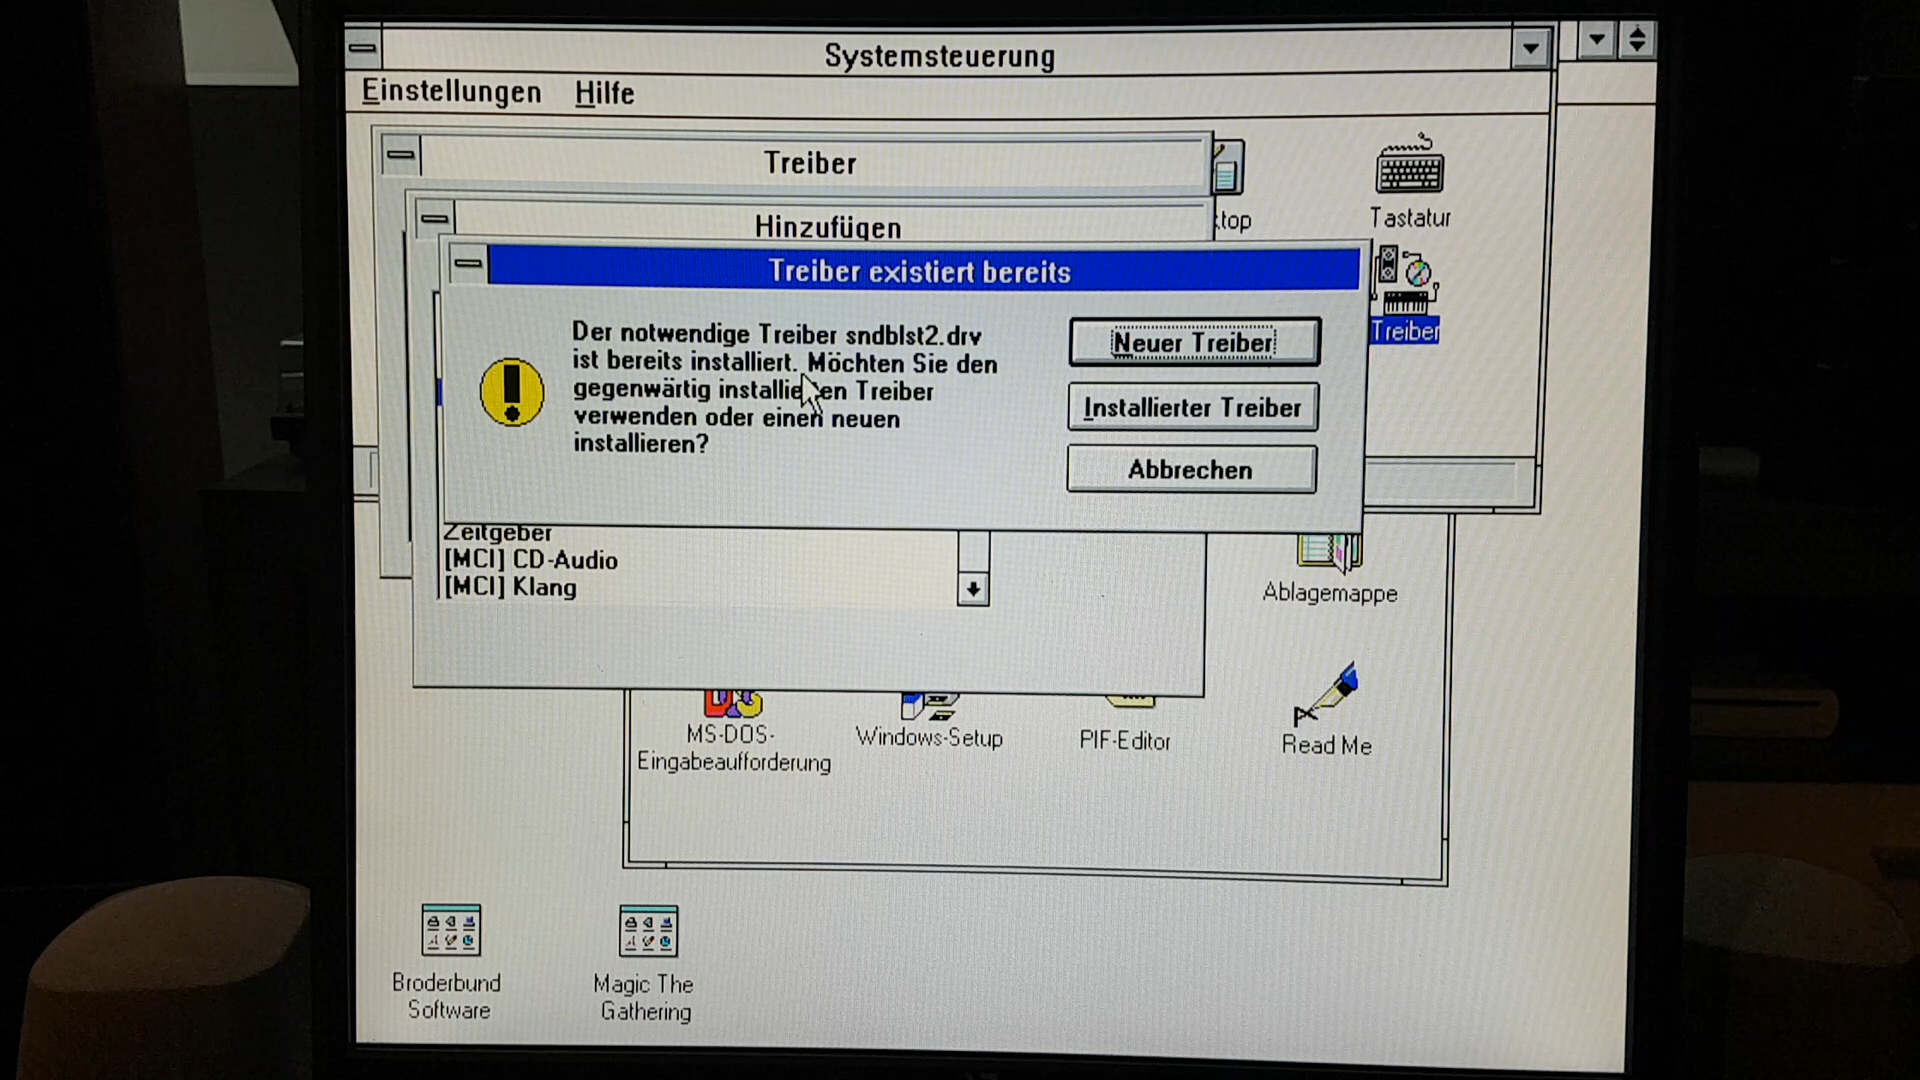 Systemsteuerung
Einstellungen Hilfe
Treiber
Hinzufügen
Treiber existiert bereits
Der notwendige Treiber sndblst2.drv
ist bereits installiert. Möchten Sie den
gegenwärtig installierten Treiber
verwenden oder einen neuen
installieren?
Neuer Treiber
Installierter Treiber
Abbrechen
Tastatur
Treiber
Zeitgeber
[MCI] CD-Audio
[MCI] Klang
Ablagemappe
MS-DOS-
Eingabeaufforderung
Windows-Setup
PIF-Editor
Read Me
Broderbund
Software
Magic The
Gathering